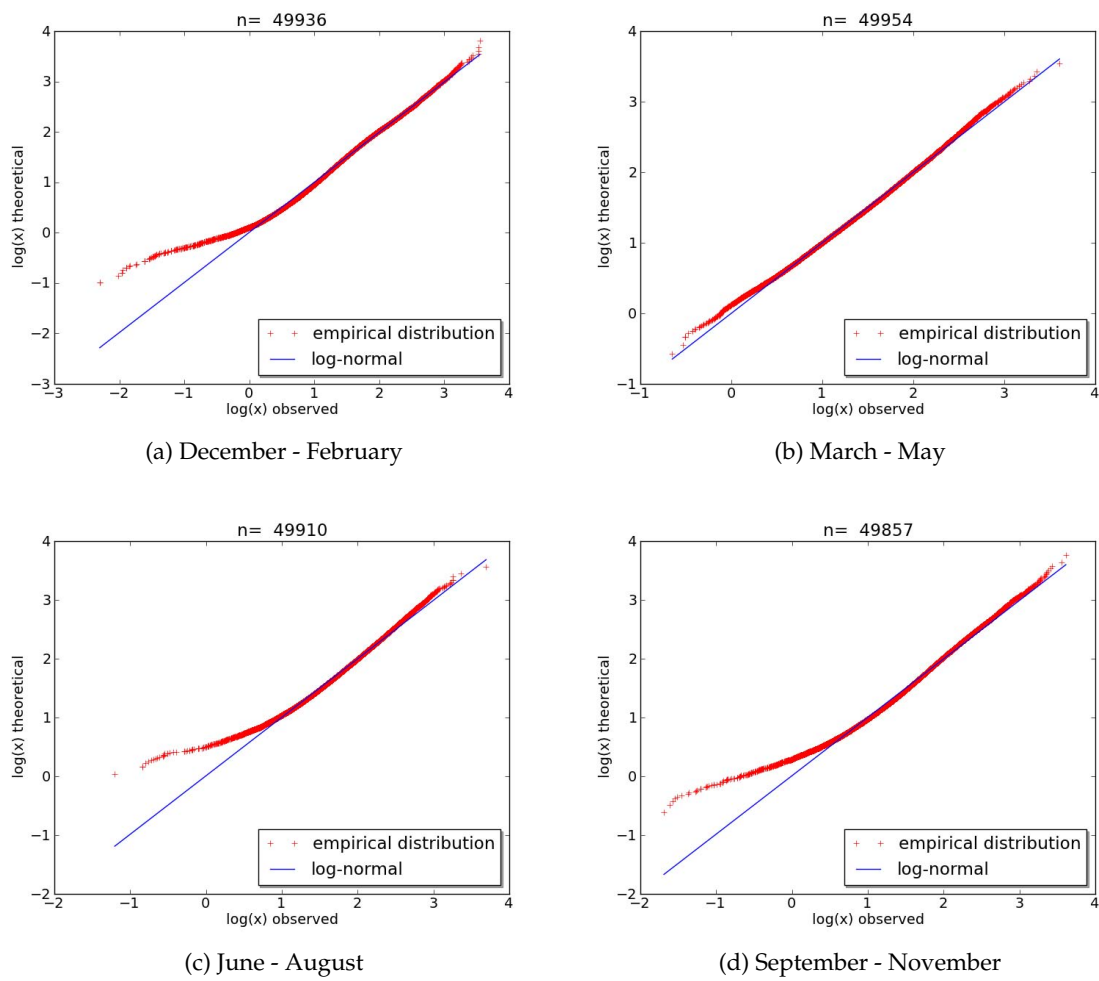 n= 49936
4
3
2
1
0
−1
−2
−3
log(x) theoretical
empirical distribution
log-normal
−3 −2 −1 0 1 2 3 4
log(x) observed
(a) December - February
n= 49954
4
3
2
1
0
−1
log(x) theoretical
empirical distribution
log-normal
−1 0 1 2 3 4
log(x) observed
(b) March - May
n= 49910
4
3
2
1
0
−1
−2
log(x) theoretical
empirical distribution
log-normal
−2 −1 0 1 2 3 4
log(x) observed
(c) June - August
n= 49857
4
3
2
1
0
−1
−2
log(x) theoretical
empirical distribution
log-normal
−2 −1 0 1 2 3 4
log(x) observed
(d) September - November